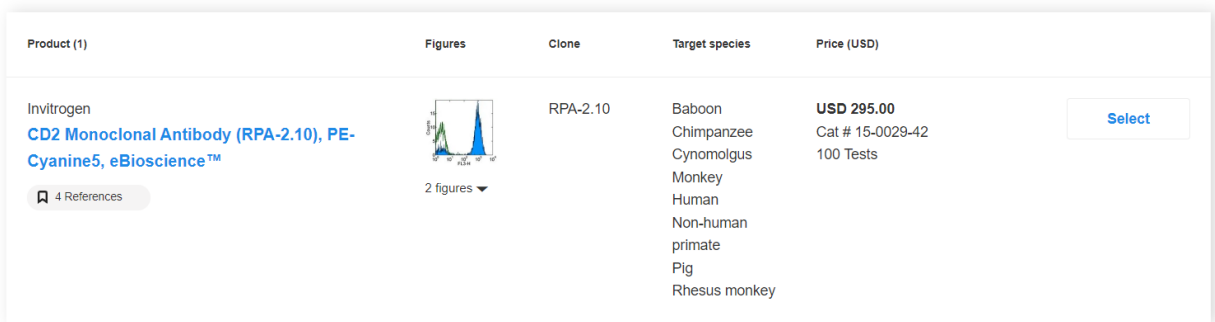 Product (1) Figures Clone Target species Price (USD)
Invitrogen
CD2 Monoclonal Antibody (RPA-2.10), PE-
Cyanine5, eBioscience™
4 References
Counts
FL3-H
2 figures
RPA-2.10
Baboon
Chimpanzee
Cynomolgus
Monkey
Human
Non-human
primate
Pig
Rhesus monkey
USD 295.00
Cat # 15-0029-42
100 Tests
Select